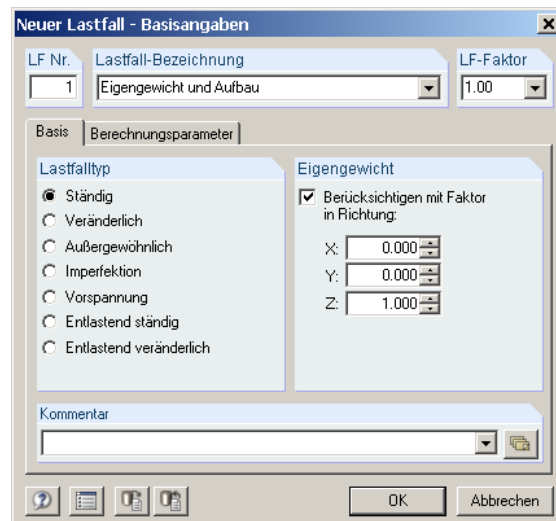 Neuer Lastfall - Basisangaben
LF Nr.
Lastfall-Bezeichnung
LF-Faktor
1
Eigengewicht und Aufbau
1.00
Basis
Berechnungsparameter
Lastfalltyp
Ständig
Veränderlich
Außergewöhnlich
Imperfektion
Vorspannung
Entlastend ständig
Entlastend veränderlich
Eigengewicht
Berücksichtigen mit Faktor
in Richtung:
X: 0.000
Y: 0.000
Z: 1.000
Kommentar
OK
Abbrechen